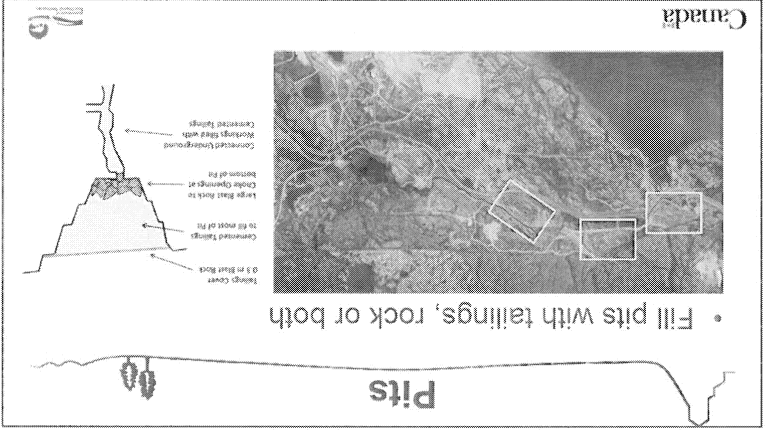 Pits
• Fill pits with tailings, rock or both
Tailings Cover
0.3 m Blast Rock
Cemented Tailings
to fill most of Pit
Large Blast Rock to
Choke Openings at
bottom of Pit
Connected Underground
Workings filled with
Cemented Tailings
Canada